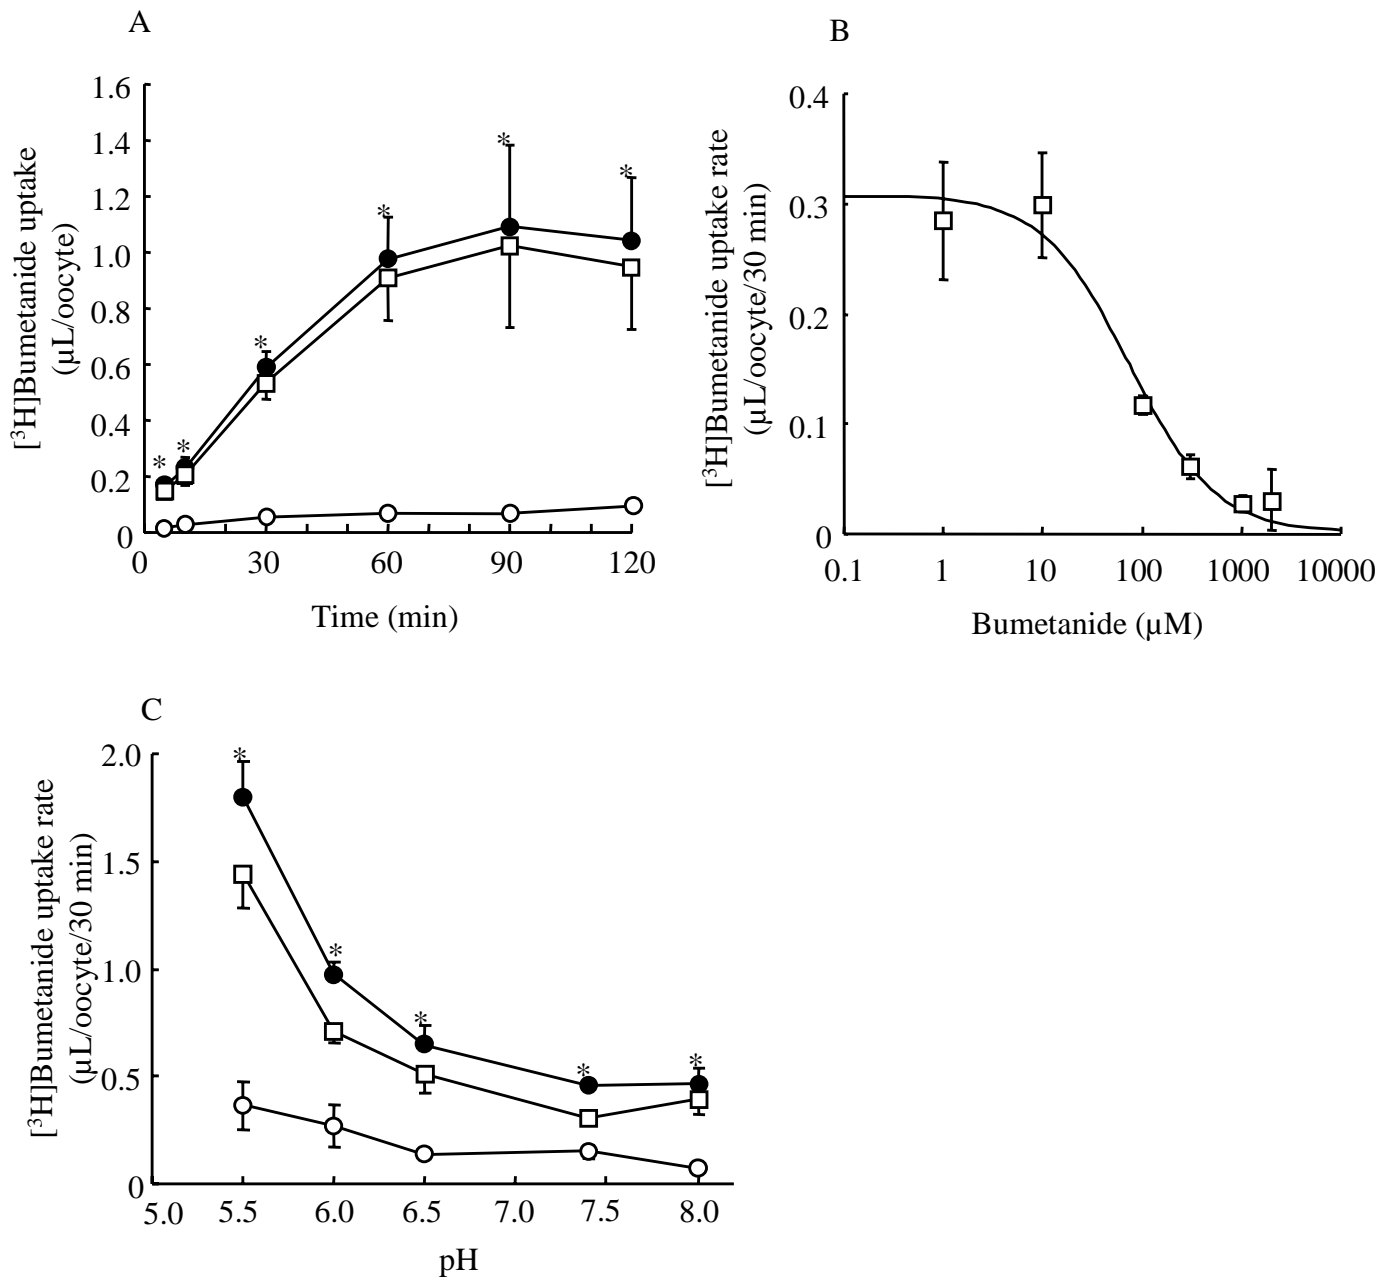 A
[³H]Bumetanide uptake
(µL/oocyte)
1.6
1.4
1.2
1.0
0.8
0.6
0.4
0.2
0
* * * * * *
0 30 60 90 120
Time (min)
B
[³H]Bumetanide uptake rate
(µL/oocyte/30 min)
0.4
0.3
0.2
0.1
0
0.1 1 10 100 1000 10000
Bumetanide (µM)
C
[³H]Bumetanide uptake rate
(µL/oocyte/30 min)
2.0
1.5
1.0
0.5
0
* * * * *
5.0 5.5 6.0 6.5 7.0 7.5 8.0
pH